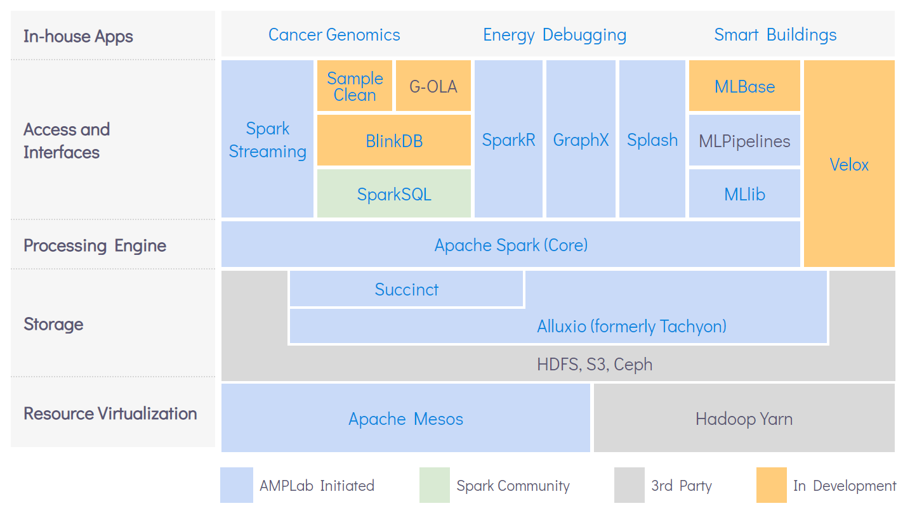 In-house Apps
Cancer Genomics
Energy Debugging
Smart Buildings
Access and
Interfaces
Spark
Streaming
Sample
Clean
G-OLA
BlinkDB
SparkSQL
SparkR
GraphX
Splash
MLBase
MLPipelines
MLlib
Velox
Processing Engine
Apache Spark (Core)
Storage
Succinct
Alluxio (formerly Tachyon)
HDFS, S3, Ceph
Resource Virtualization
Apache Mesos
Hadoop Yarn
AMPLab Initiated
Spark Community
3rd Party
In Development